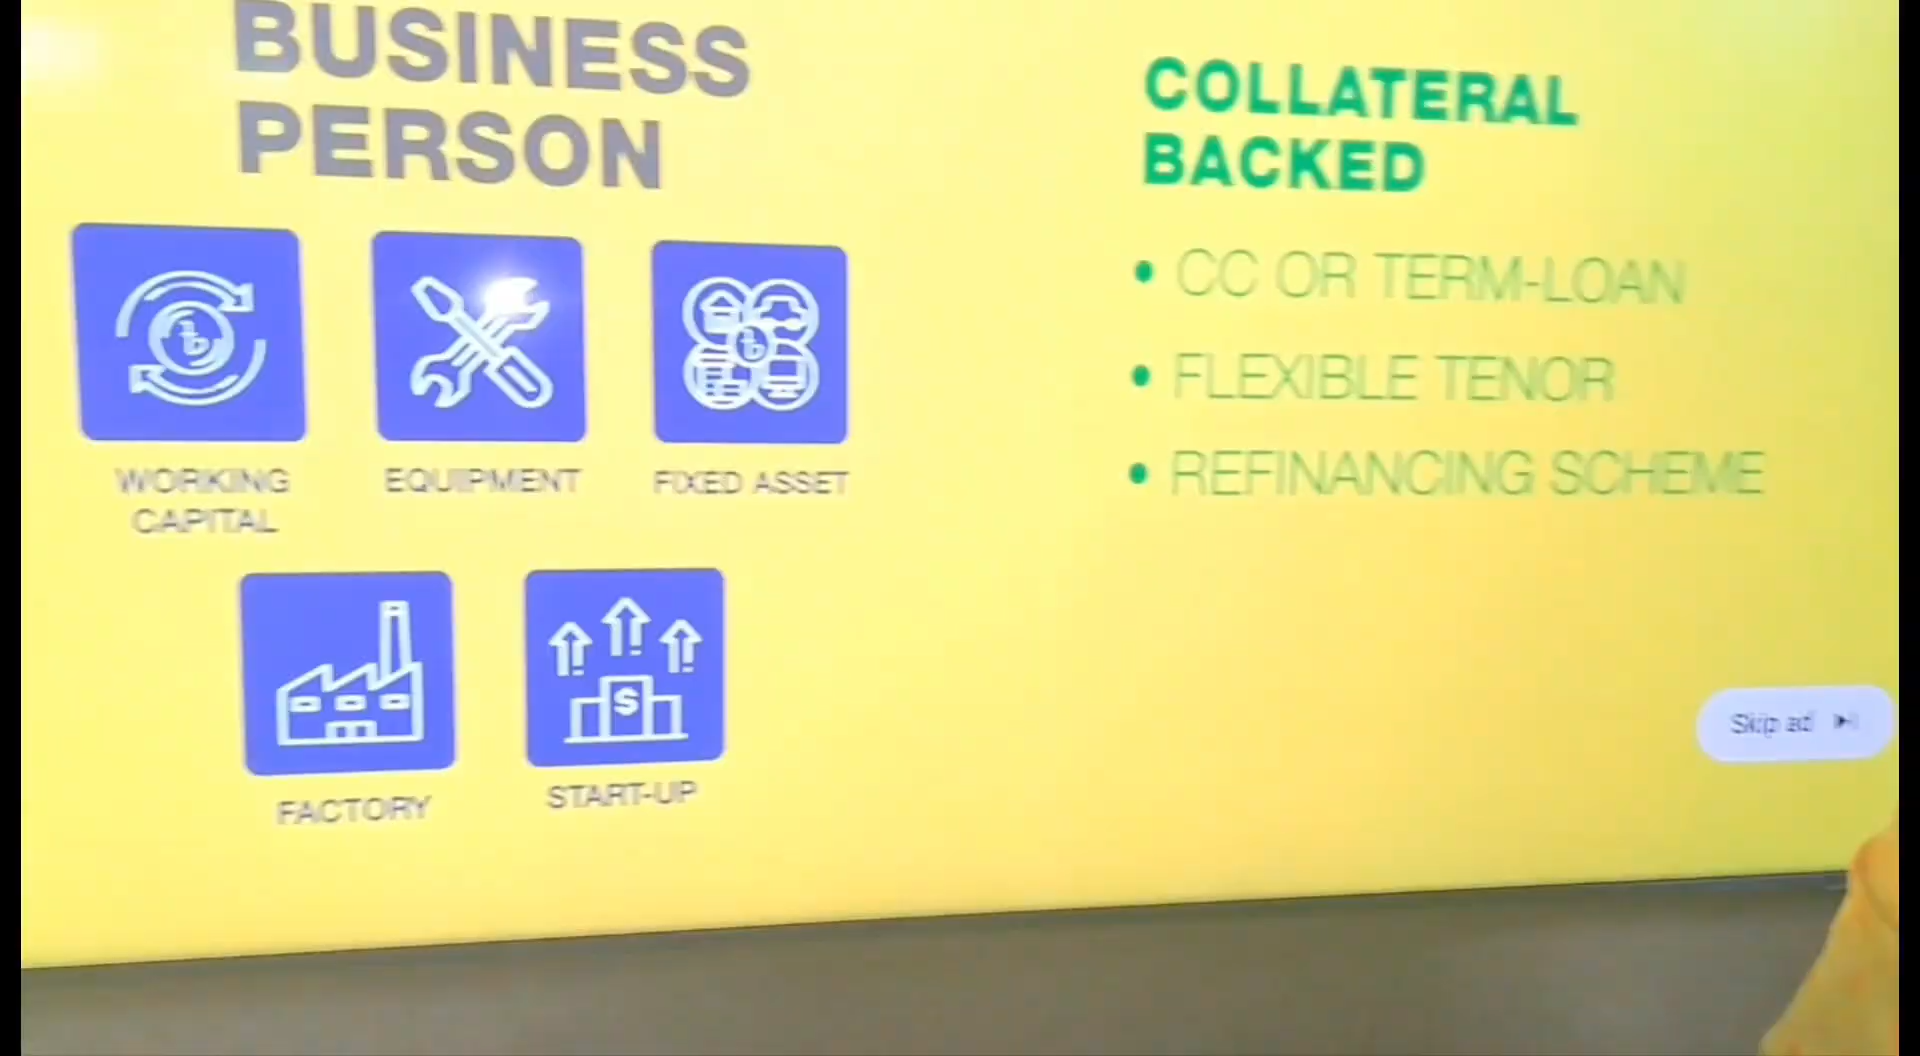 BUSINESS
PERSON
WORKING
CAPITAL
EQUIPMENT
FIXED ASSET
FACTORY
$
START-UP
COLLATERAL
BACKED
• CC OR TERM-LOAN
• FLEXIBLE TENOR
• REFINANCING SCHEME
Skip ad